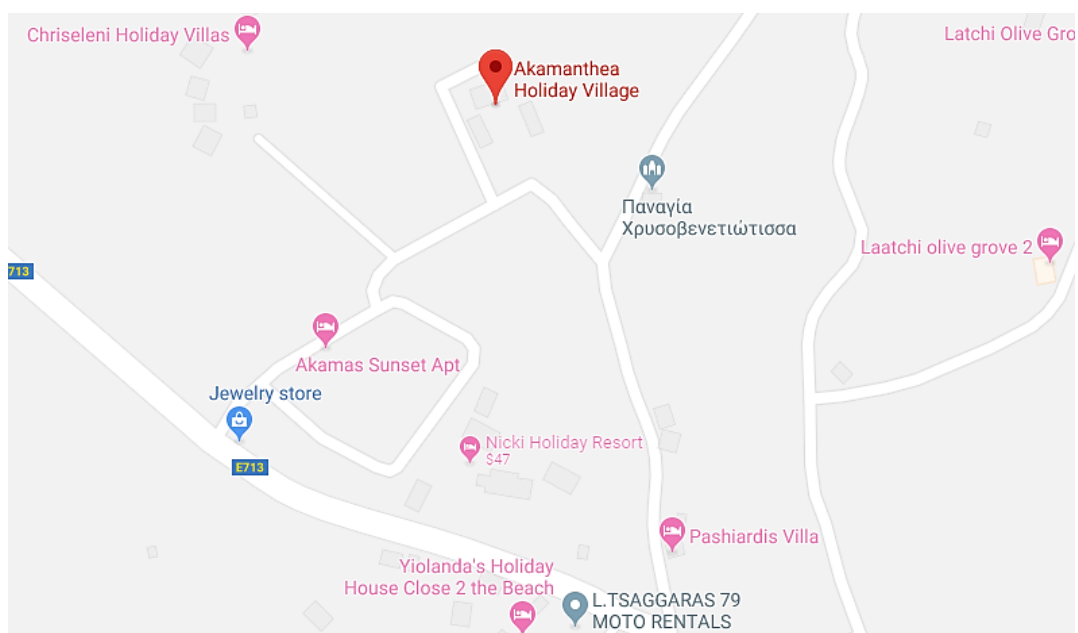 Chriseleni Holiday Villas
Latchi Olive Gro
Akamanthea
Holiday Village
Παναγία
Χρυσοβενετιώτισσα
Laatchi olive grove 2
713
Akamas Sunset Apt
Jewelry store
Nicki Holiday Resort
$47
E713
Pashiardis Villa
Yiolanda's Holiday
House Close 2 the Beach
L.TSAGGARAS 79
MOTO RENTALS